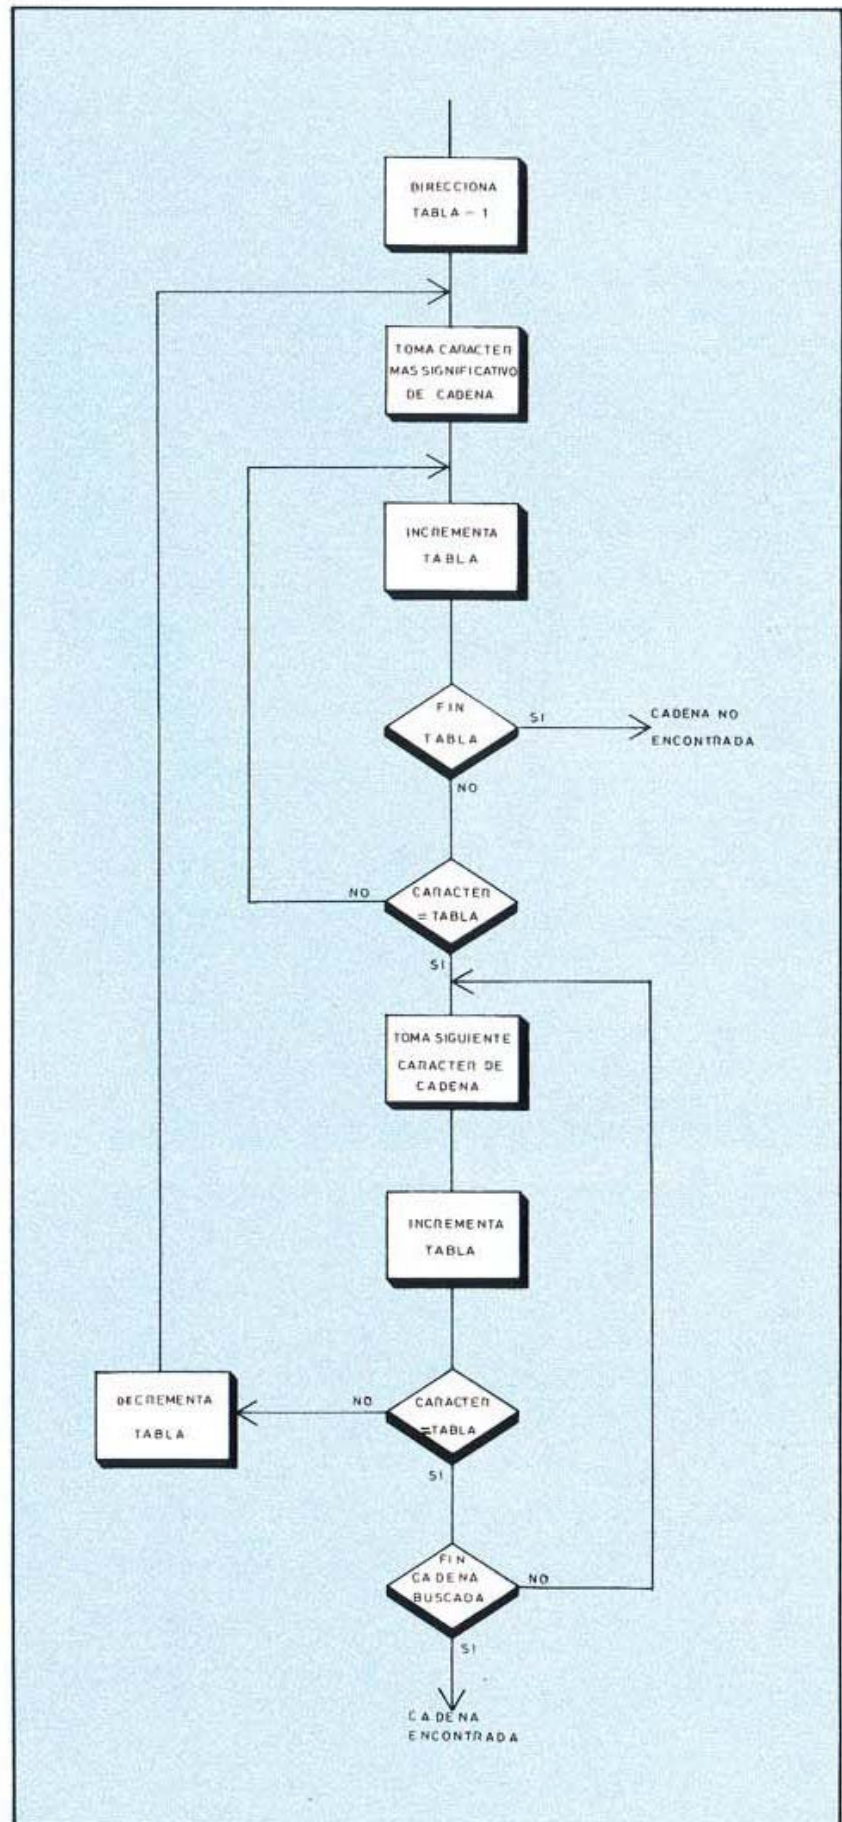 DIRECCIONA
TABLA - 1
TOMA CARACTER
MAS SIGNIFICATIVO
DE CADENA
INCREMENTA
TABLA
FIN
TABLA
SI
CADENA NO
ENCONTRADA
NO
CARACTER
=TABLA
NO
SI
TOMA SIGUIENTE
CARACTER DE
CADENA
INCREMENTA
TABLA
CARACTER
=TABLA
NO
DECREMENTA
TABLA
SI
FIN
CADENA
BUSCADA
NO
SI
CADENA
ENCONTRADA